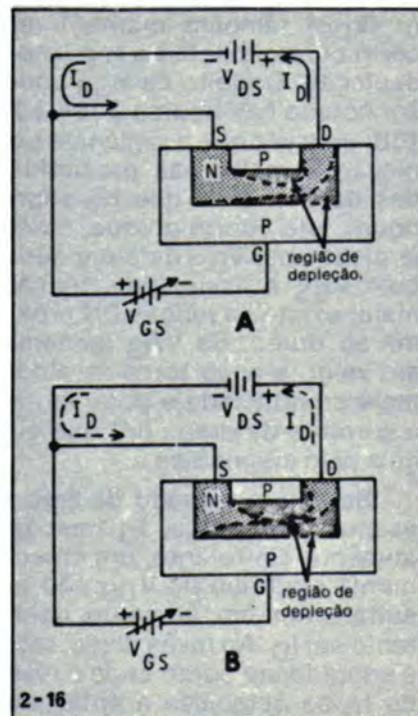 I D
- V DS +
I D
S
D
N
P
P
G
região de
depleção.
+ -
V GS
A
I D
- V DS +
I D
S
D
N
P
P
G
região de
depleção
+ -
V GS
B
2-16